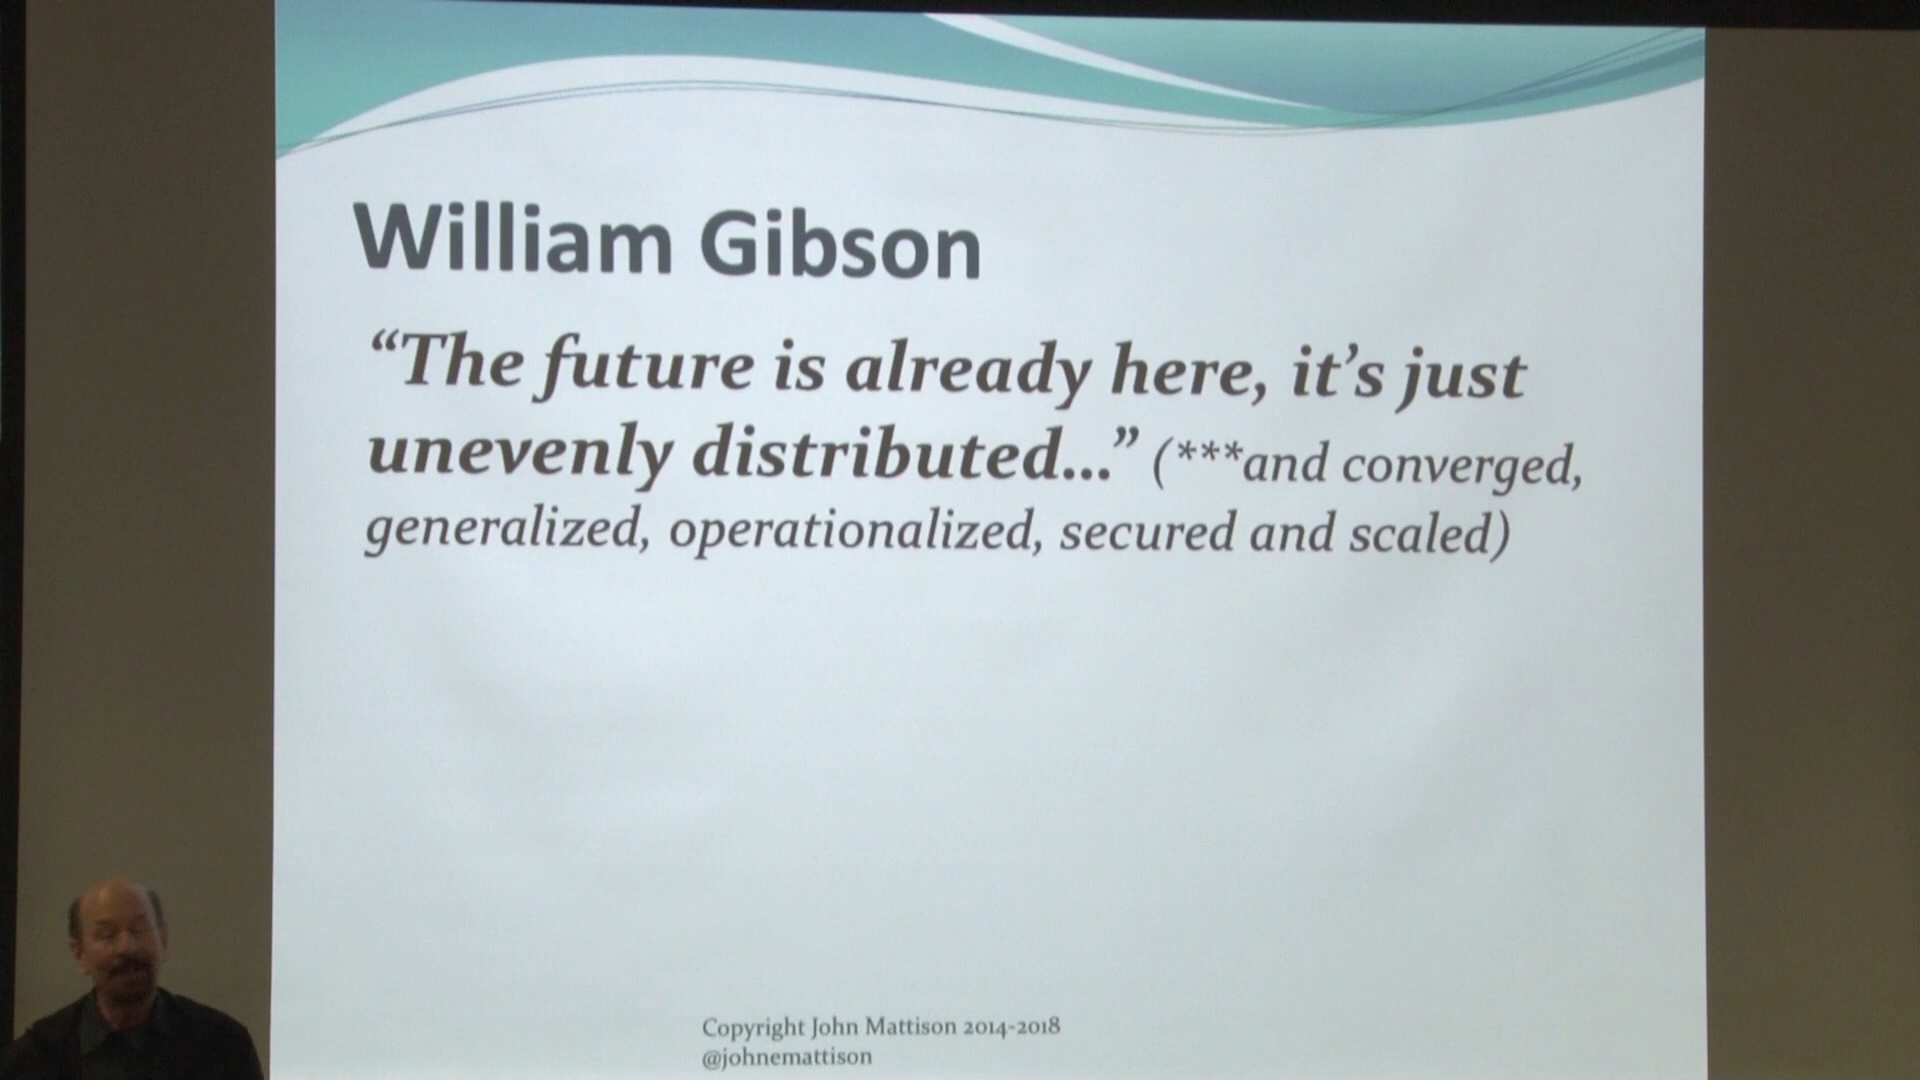 William Gibson
“The future is already here, it’s just
unevenly distributed...” (***and converged,
generalized, operationalized, secured and scaled)
Copyright John Mattison 2014-2018
@johnemattison